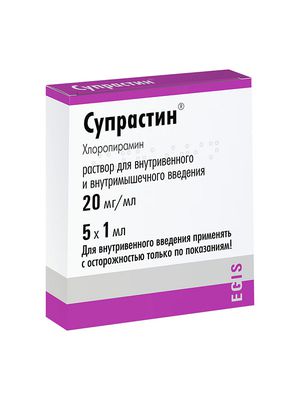 Супрастин®
Хлоропирамин
раствор для внутривенного
и внутримышечного введения
20 мг/мл
5 x 1 мл
Для внутривенного введения применять
с осторожностью только по показаниям!
EGIS